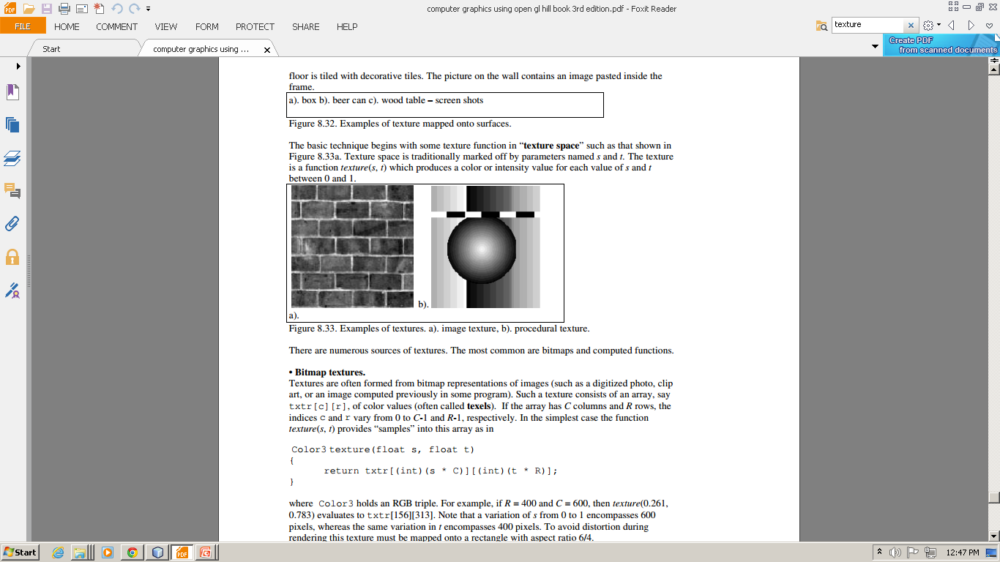 computer graphics using open gl hill book 3rd edition.pdf - Foxit Reader
FILE HOME COMMENT VIEW FORM PROTECT SHARE HELP
texture
Start
computer graphics using ...
Create PDF
from scanned documents
floor is tiled with decorative tiles. The picture on the wall contains an image pasted inside the
frame.
a). box b). beer can c). wood table – screen shots
Figure 8.32. Examples of texture mapped onto surfaces.
The basic technique begins with some texture function in “texture space” such as that shown in
Figure 8.33a. Texture space is traditionally marked off by parameters named s and t. The texture
is a function texture(s, t) which produces a color or intensity value for each value of s and t
between 0 and 1.
b).
a).
Figure 8.33. Examples of textures. a). image texture, b). procedural texture.
There are numerous sources of textures. The most common are bitmaps and computed functions.
• Bitmap textures.
Textures are often formed from bitmap representations of images (such as a digitized photo, clip
art, or an image computed previously in some program). Such a texture consists of an array, say
txtr[c][r], of color values (often called texels). If the array has C columns and R rows, the
indices c and r vary from 0 to C-1 and R-1, respectively. In the simplest case the function
texture(s, t) provides “samples” into this array as in
Color3 texture(float s, float t)
{
return txtr[(int)(s * C)][(int)(t * R)];
}
where Color3 holds an RGB triple. For example, if R = 400 and C = 600, then texture(0.261,
0.783) evaluates to txtr[156][313]. Note that a variation of s from 0 to 1 encompasses 600
pixels, whereas the same variation in t encompasses 400 pixels. To avoid distortion during
rendering this texture must be mapped onto a rectangle with aspect ratio 6/4.
Start
12:47 PM